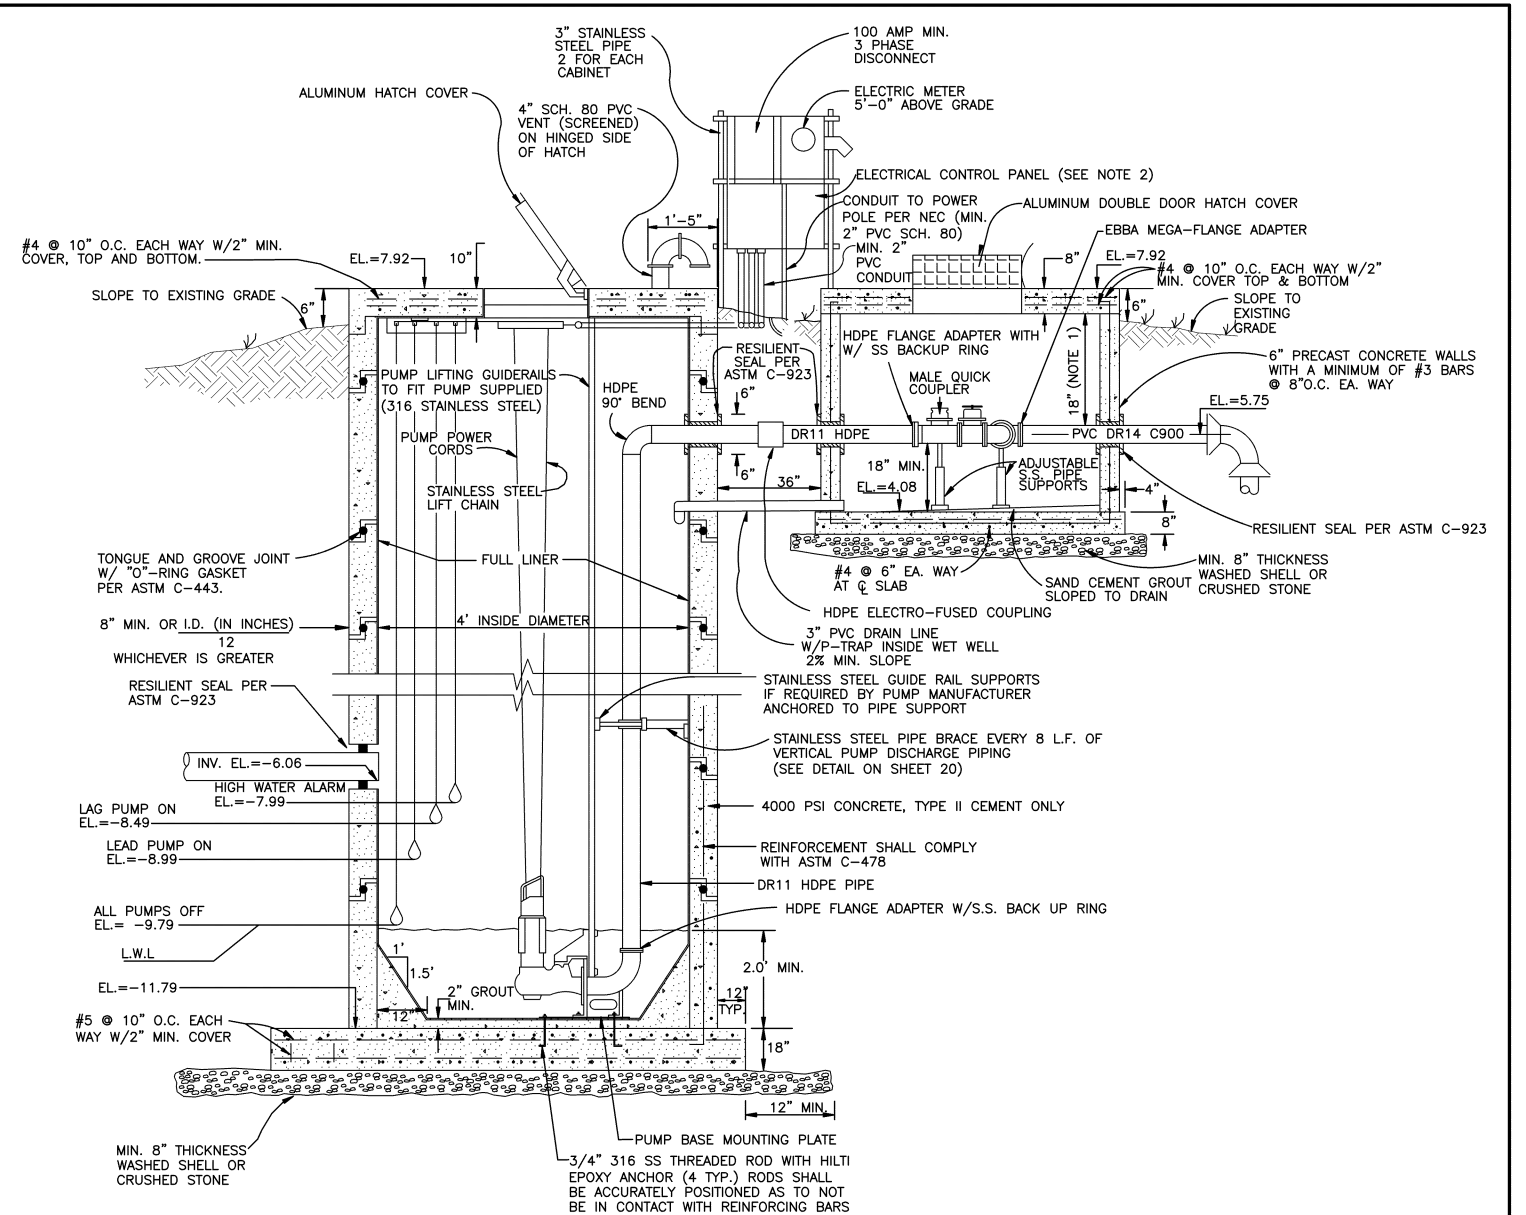 3" STAINLESS
STEEL PIPE
2 FOR EACH
CABINET
100 AMP MIN.
3 PHASE
DISCONNECT
ALUMINUM HATCH COVER
4" SCH. 80 PVC
VENT (SCREENED)
ON HINGED SIDE
OF HATCH
ELECTRIC METER
5'-0" ABOVE GRADE
ELECTRICAL CONTROL PANEL (SEE NOTE 2)
CONDUIT TO POWER
POLE PER NEC (MIN.
2" PVC SCH. 80)
MIN. 2"
PVC
CONDUIT
ALUMINUM DOUBLE DOOR HATCH COVER
EBBA MEGA-FLANGE ADAPTER
1'-5"
#4 @ 10" O.C. EACH WAY W/2" MIN.
COVER, TOP AND BOTTOM.
EL.=7.92
10"
8"
EL.=7.92
#4 @ 10" O.C. EACH WAY W/2"
MIN. COVER TOP & BOTTOM
SLOPE TO EXISTING GRADE
6"
6"
SLOPE TO
EXISTING
GRADE
HDPE FLANGE ADAPTER WITH
W/ SS BACKUP RING
RESILIENT
SEAL PER
ASTM C-923
18" (NOTE 1)
6" PRECAST CONCRETE WALLS
WITH A MINIMUM OF #3 BARS
@ 8"O.C. EA. WAY
PUMP LIFTING GUIDERAILS
TO FIT PUMP SUPPLIED
(316 STAINLESS STEEL)
HDPE
90° BEND
MALE QUICK
COUPLER
6"
EL.=5.75
PUMP POWER
CORDS
DR11 HDPE
PVC DR14 C900
6"
18" MIN.
ADJUSTABLE
S.S. PIPE
SUPPORTS
STAINLESS STEEL
LIFT CHAIN
36"
EL.=4.08
4"
8"
RESILIENT SEAL PER ASTM C-923
TONGUE AND GROOVE JOINT
W/ "O"-RING GASKET
PER ASTM C-443.
FULL LINER
#4 @ 6" EA. WAY
AT ℄ SLAB
SAND CEMENT GROUT
SLOPED TO DRAIN
MIN. 8" THICKNESS
WASHED SHELL OR
CRUSHED STONE
HDPE ELECTRO-FUSED COUPLING
8" MIN. OR I.D. (IN INCHES)
12
WHICHEVER IS GREATER
4' INSIDE DIAMETER
3" PVC DRAIN LINE
W/P-TRAP INSIDE WET WELL
2% MIN. SLOPE
RESILIENT SEAL PER
ASTM C-923
STAINLESS STEEL GUIDE RAIL SUPPORTS
IF REQUIRED BY PUMP MANUFACTURER
ANCHORED TO PIPE SUPPORT
STAINLESS STEEL PIPE BRACE EVERY 8 L.F. OF
VERTICAL PUMP DISCHARGE PIPING
(SEE DETAIL ON SHEET 20)
INV. EL.=-6.06
HIGH WATER ALARM
EL.=-7.99
LAG PUMP ON
EL.=-8.49
4000 PSI CONCRETE, TYPE II CEMENT ONLY
LEAD PUMP ON
EL.=-8.99
REINFORCEMENT SHALL COMPLY
WITH ASTM C-478
DR11 HDPE PIPE
ALL PUMPS OFF
EL.= -9.79
HDPE FLANGE ADAPTER W/S.S. BACK UP RING
L.W.L
1'
1.5'
2.0' MIN.
EL.=-11.79
2" GROUT
MIN.
12"
12"
TYP.
#5 @ 10" O.C. EACH
WAY W/2" MIN. COVER
18"
12" MIN.
MIN. 8" THICKNESS
WASHED SHELL OR
CRUSHED STONE
PUMP BASE MOUNTING PLATE
3/4" 316 SS THREADED ROD WITH HILTI
EPOXY ANCHOR (4 TYP.) RODS SHALL
BE ACCURATELY POSITIONED AS TO NOT
BE IN CONTACT WITH REINFORCING BARS